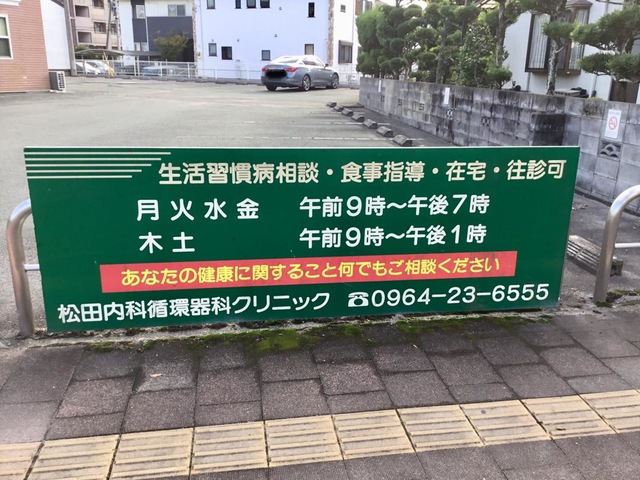 生活習慣病相談・食事指導・在宅・往診可
月火水金 午前9時～午後7時
木土 午前9時～午後1時
あなたの健康に関すること何でもご相談ください
松田内科循環器科クリニック ☎0964-23-6555